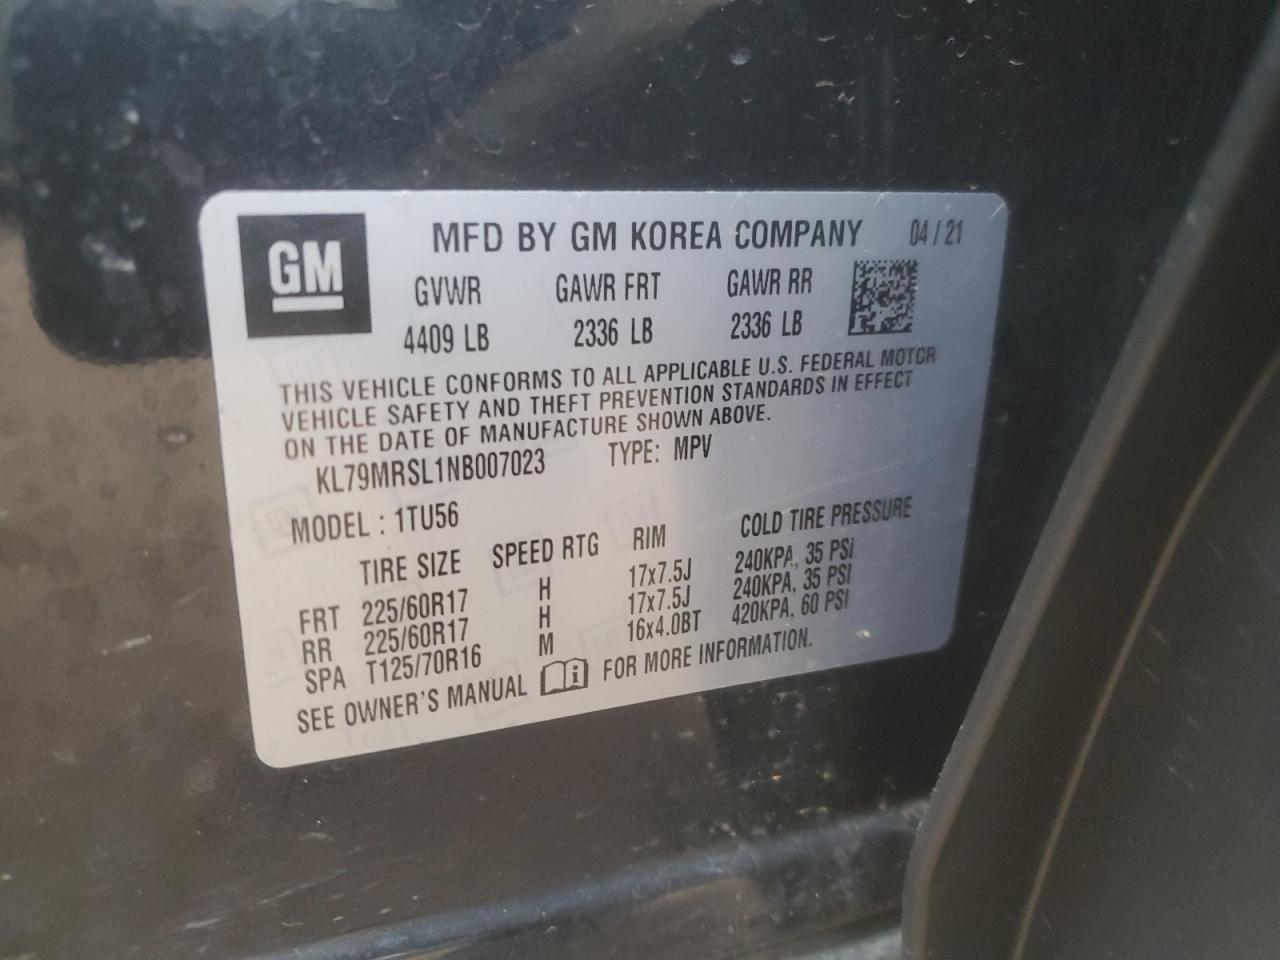 GM
MFD BY GM KOREA COMPANY 04 / 21
GVWR GAWR FRT GAWR RR
4409 LB 2336 LB 2336 LB
THIS VEHICLE CONFORMS TO ALL APPLICABLE U.S. FEDERAL MOTOR
VEHICLE SAFETY AND THEFT PREVENTION STANDARDS IN EFFECT
ON THE DATE OF MANUFACTURE SHOWN ABOVE.
KL79MRSL1NB007023 TYPE: MPV
MODEL : 1TU56
TIRE SIZE SPEED RTG RIM COLD TIRE PRESSURE
FRT 225/60R17 H 17x7.5J 240KPA, 35 PSI
RR 225/60R17 H 17x7.5J 240KPA, 35 PSI
SPA T125/70R16 M 16x4.0BT 420KPA, 60 PSI
SEE OWNER'S MANUAL i FOR MORE INFORMATION.